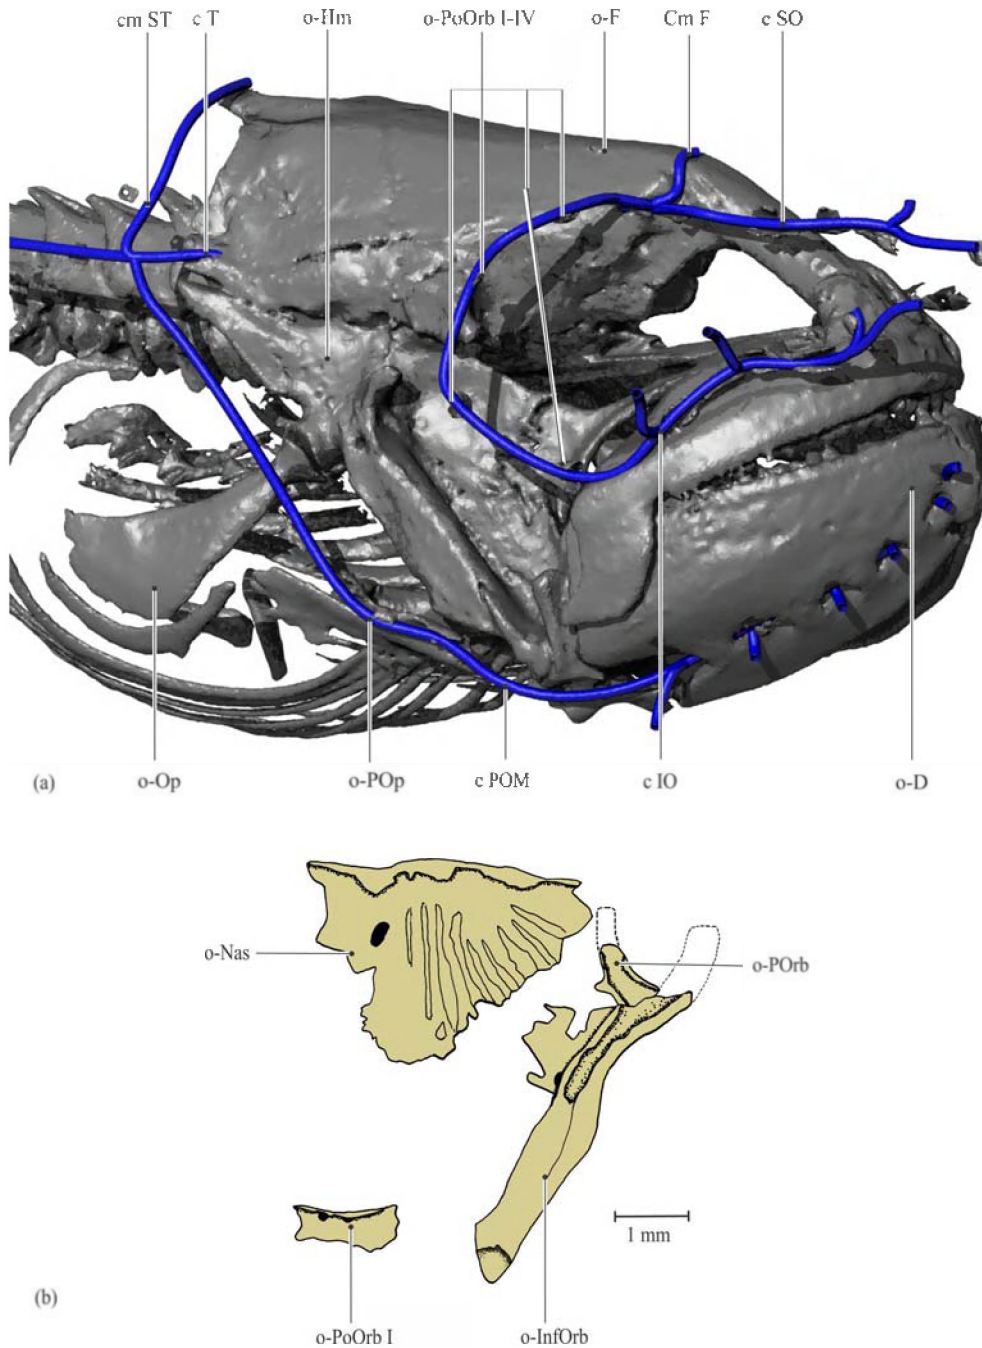 cm ST c T o-Hm o-PoOrb I-IV o-F Cm F c SO
(a) o-Op o-POp c POM c IO o-D
o-Nas
o-POrb
1 mm
(b)
o-PoOrb I o-InfOrb